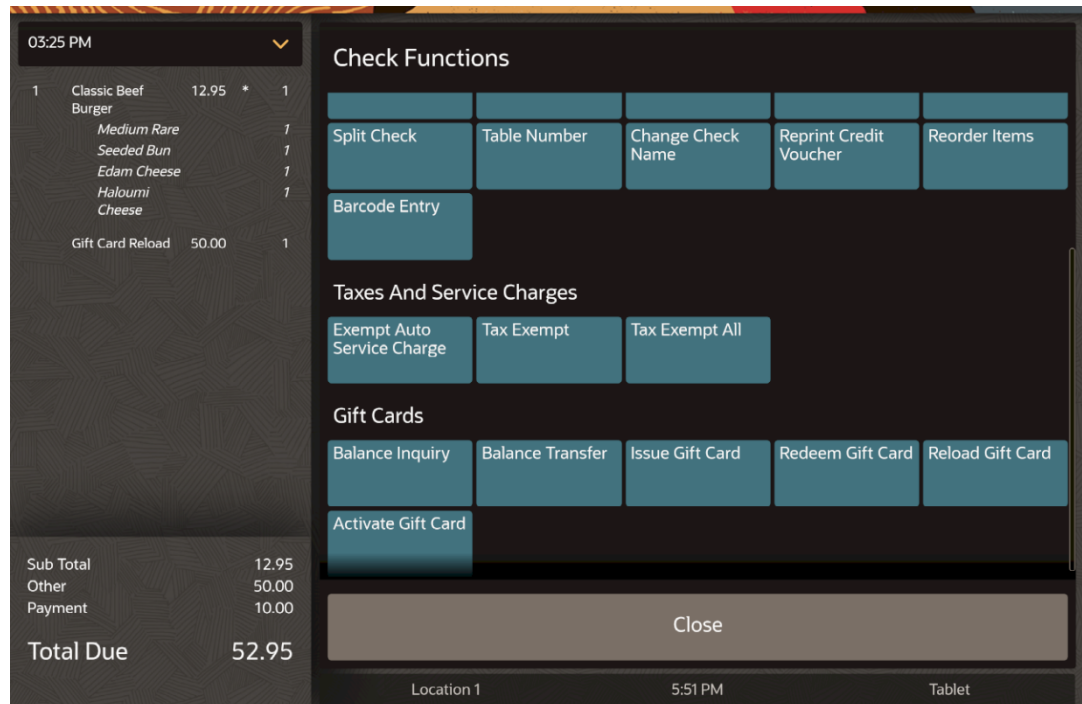 03:25 PM
1 Classic Beef 12.95 * 1
Burger
Medium Rare 1
Seeded Bun 1
Edam Cheese 1
Haloumi 1
Cheese
Gift Card Reload 50.00 1
Sub Total 12.95
Other 50.00
Payment 10.00
Total Due 52.95
Check Functions
Split Check Table Number Change Check Reprint Credit Reorder Items
Name Voucher
Barcode Entry
Taxes And Service Charges
Exempt Auto Tax Exempt Tax Exempt All
Service Charge
Gift Cards
Balance Inquiry Balance Transfer Issue Gift Card Redeem Gift Card Reload Gift Card
Activate Gift Card
Close
Location 1 5:51 PM Tablet